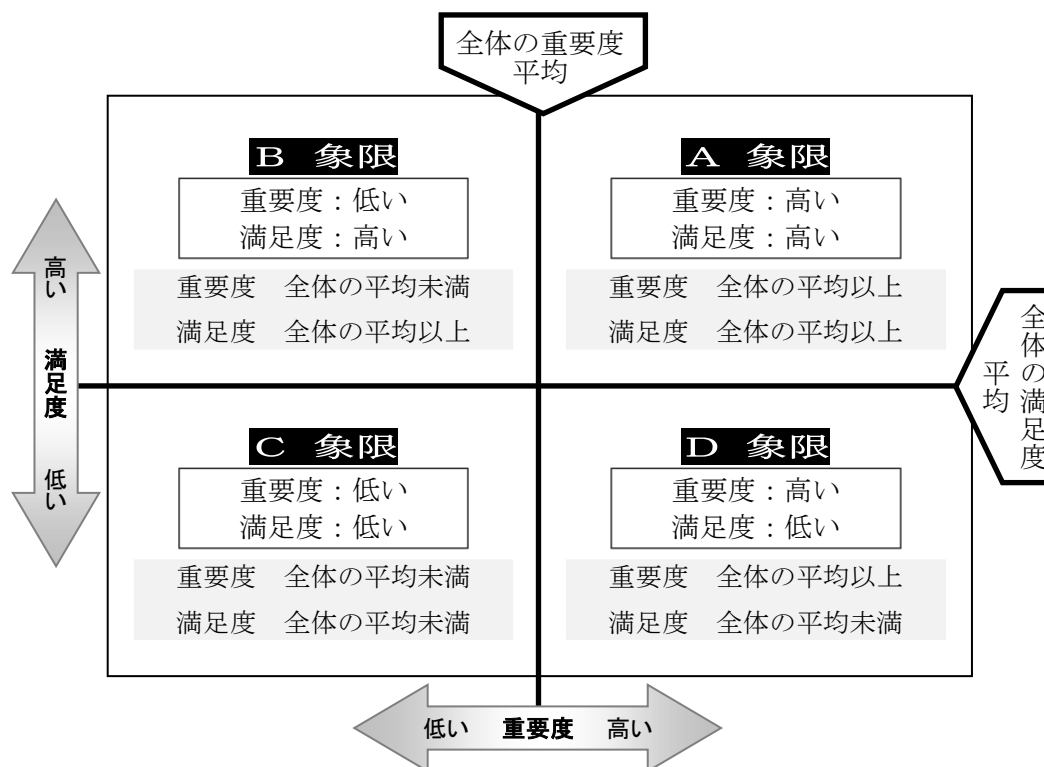 全体の重要度
平均
B 象限
重要度：低い
満足度：高い
重要度　全体の平均未満
満足度　全体の平均以上
A 象限
重要度：高い
満足度：高い
重要度　全体の平均以上
満足度　全体の平均以上
高い
満足度
低い
全体の満足度
平均
C 象限
重要度：低い
満足度：低い
重要度　全体の平均未満
満足度　全体の平均未満
D 象限
重要度：高い
満足度：低い
重要度　全体の平均以上
満足度　全体の平均未満
低い　重要度　高い